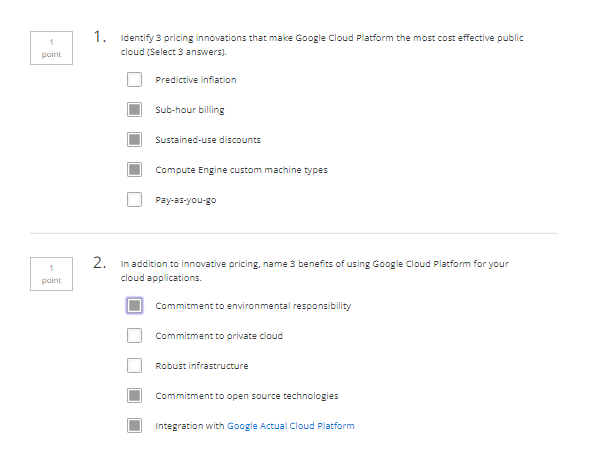 1
point
1.
Identify 3 pricing innovations that make Google Cloud Platform the most cost effective public
cloud (Select 3 answers).
Predictive inflation
Sub-hour billing
Sustained-use discounts
Compute Engine custom machine types
Pay-as-you-go
1
point
2.
In addition to innovative pricing, name 3 benefits of using Google Cloud Platform for your
cloud applications.
Commitment to environmental responsibility
Commitment to private cloud
Robust infrastructure
Commitment to open source technologies
Integration with Google Actual Cloud Platform